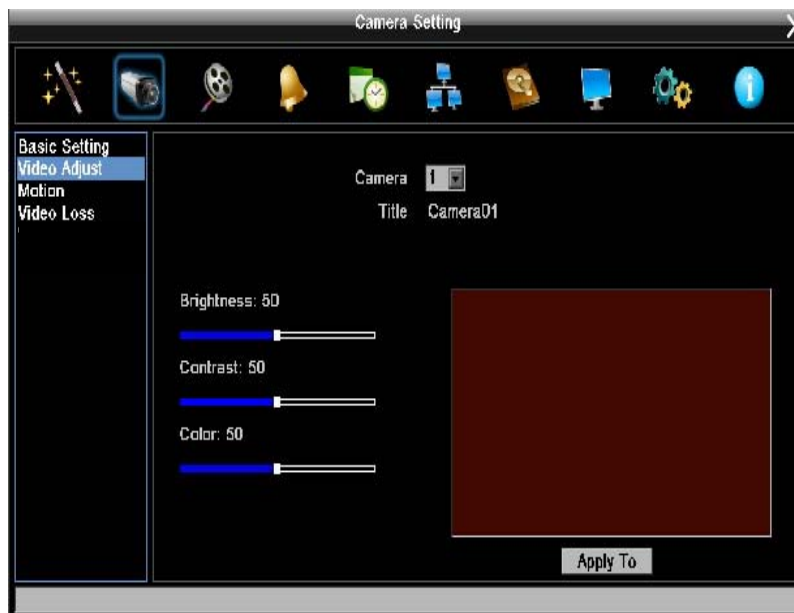 Camera Setting
X
Basic Setting
Video Adjust
Motion
Video Loss
Camera 1
Title Camera01
Brightness: 50
Contrast: 50
Color: 50
Apply To